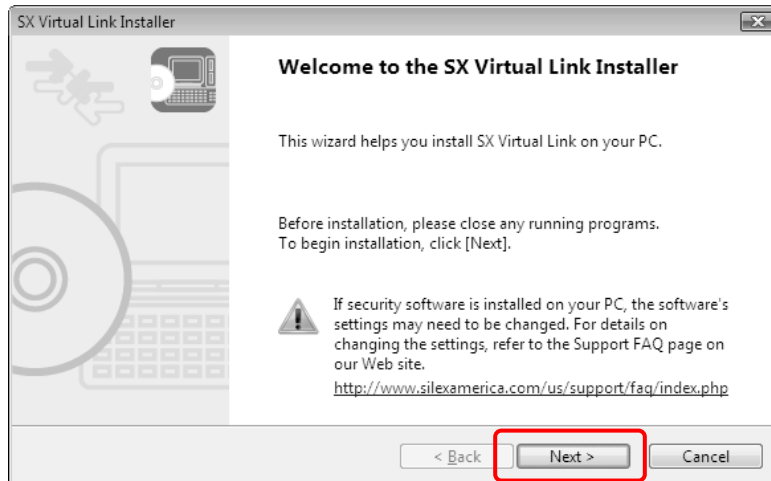 SX Virtual Link Installer
Welcome to the SX Virtual Link Installer
This wizard helps you install SX Virtual Link on your PC.
Before installation, please close any running programs.
To begin installation, click [Next].
If security software is installed on your PC, the software's
settings may need to be changed. For details on
changing the settings, refer to the Support FAQ page on
our Web site.
http://www.silexamerica.com/us/support/faq/index.php
< Back
Next >
Cancel